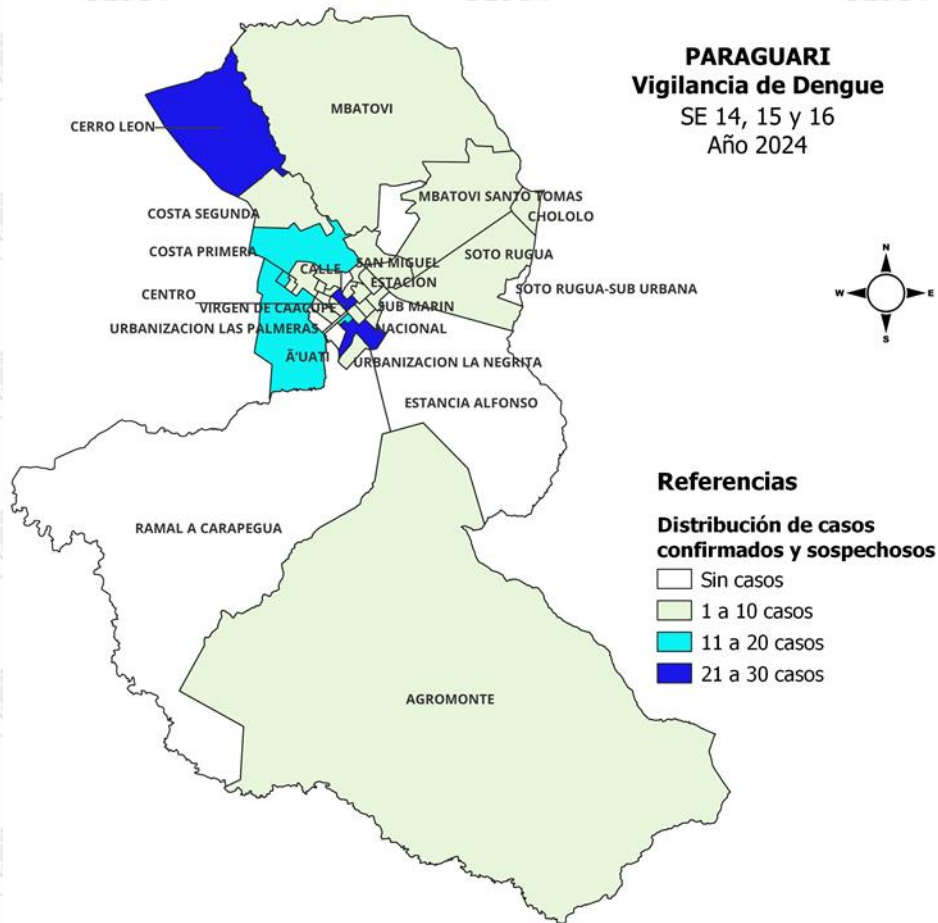 PARAGUARI
Vigilancia de Dengue
SE 14, 15 y 16
Año 2024
MBATOVI
CERRO LEON
MBATOVI SANTO TOMAS
COSTA SEGUNDA
CHOLOLO
COSTA PRIMERA
SOTO RUGUA
SAN MIGUEL
CALLE
ESTACION
SOTO RUGUA-SUB URBANA
CENTRO
VIRGEN DE CAACUPE
SUB MARIN
URBANIZACION LAS PALMERAS
NACIONAL
Ã'UATI
URBANIZACION LA NEGRITA
ESTANCIA ALFONSO
RAMAL A CARAPEGUA
AGROMONTE
N
W
E
S
Referencias
Distribución de casos
confirmados y sospechosos
Sin casos
1 a 10 casos
11 a 20 casos
21 a 30 casos